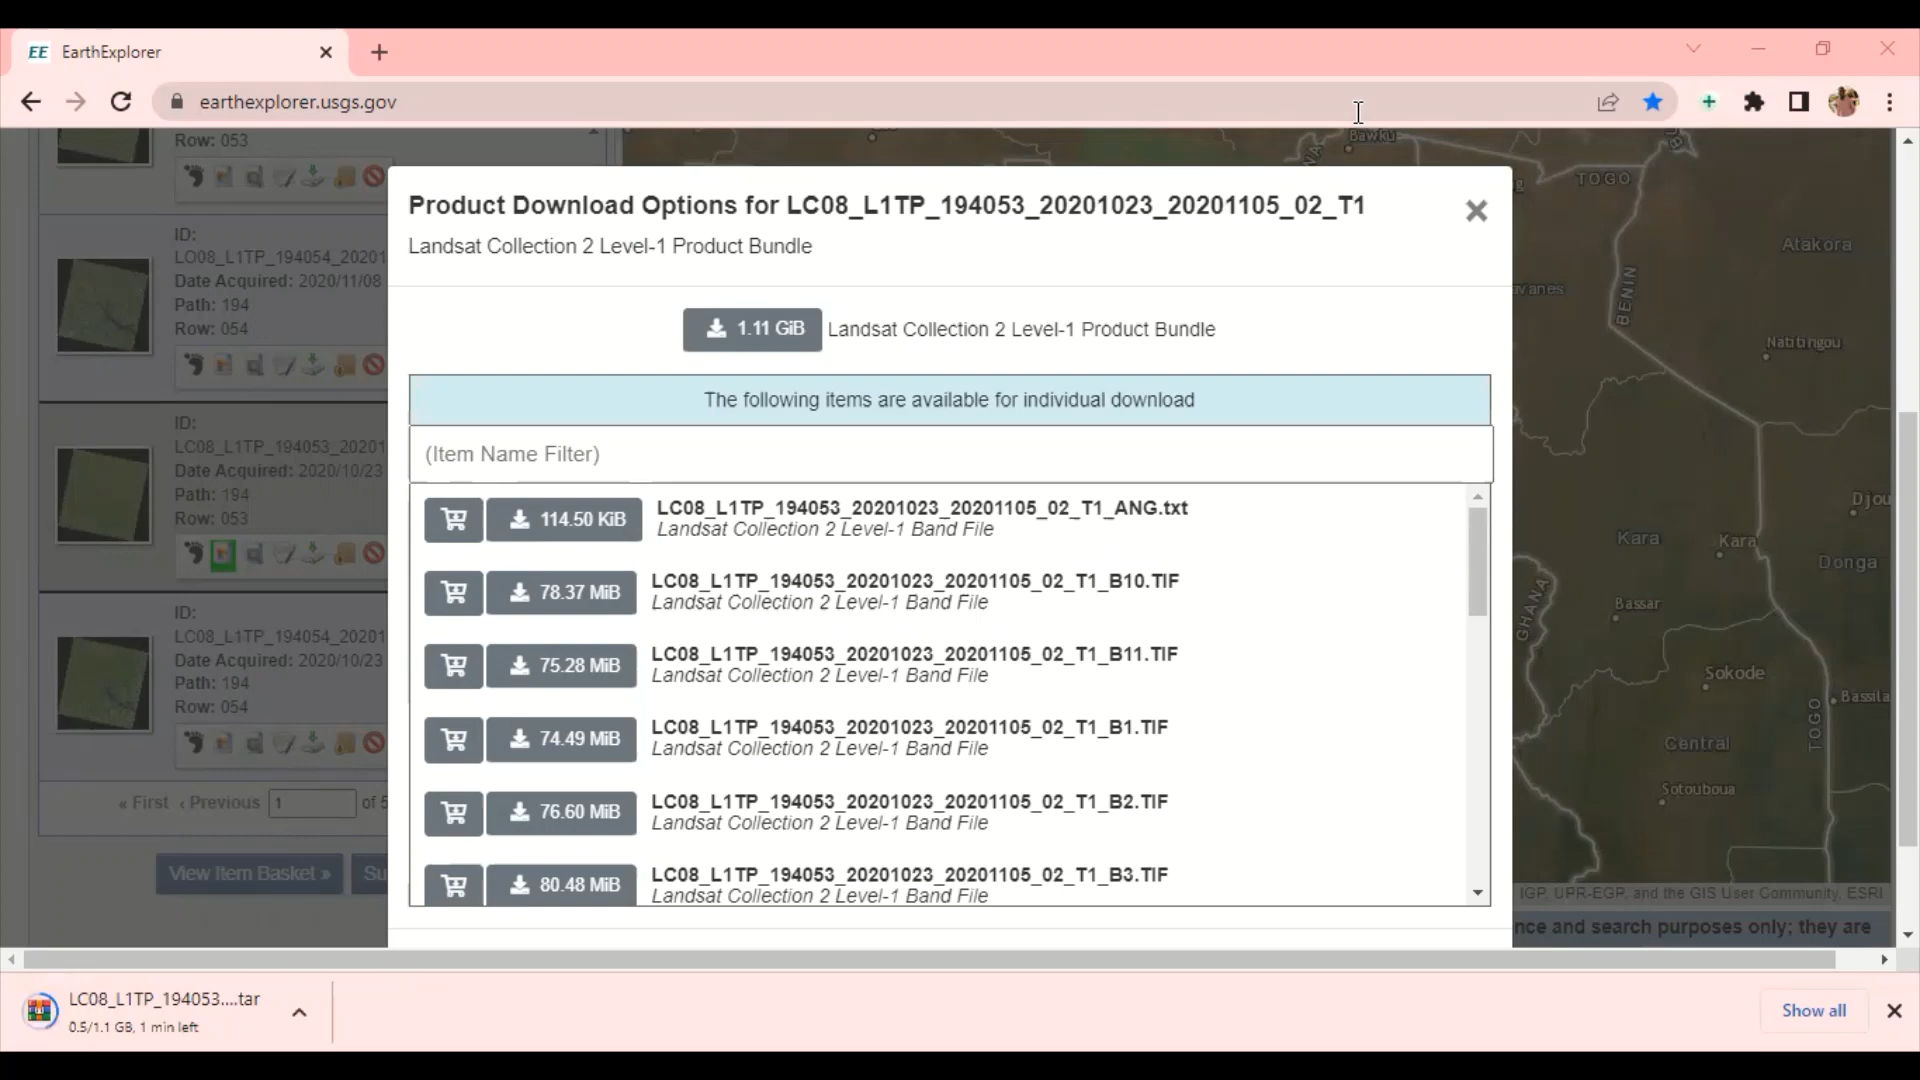 EE EarthExplorer
earthexplorer.usgs.gov
Row: 053
ID:
LO08_L1TP_194054_20201
Date Acquired: 2020/11/08
Path: 194
Row: 054
ID:
LC08_L1TP_194053_20201
Date Acquired: 2020/10/23
Path: 194
Row: 053
ID:
LC08_L1TP_194054_20201
Date Acquired: 2020/10/23
Path: 194
Row: 054
« First ‹ Previous 1 of 5
View Item Basket »
Su
Product Download Options for LC08_L1TP_194053_20201023_20201105_02_T1
Landsat Collection 2 Level-1 Product Bundle
1.11 GiB Landsat Collection 2 Level-1 Product Bundle
The following items are available for individual download
(Item Name Filter)
114.50 KiB LC08_L1TP_194053_20201023_20201105_02_T1_ANG.txt
Landsat Collection 2 Level-1 Band File
78.37 MiB LC08_L1TP_194053_20201023_20201105_02_T1_B10.TIF
Landsat Collection 2 Level-1 Band File
75.28 MiB LC08_L1TP_194053_20201023_20201105_02_T1_B11.TIF
Landsat Collection 2 Level-1 Band File
74.49 MiB LC08_L1TP_194053_20201023_20201105_02_T1_B1.TIF
Landsat Collection 2 Level-1 Band File
76.60 MiB LC08_L1TP_194053_20201023_20201105_02_T1_B2.TIF
Landsat Collection 2 Level-1 Band File
80.48 MiB LC08_L1TP_194053_20201023_20201105_02_T1_B3.TIF
Landsat Collection 2 Level-1 Band File
Bawku
TOGO
Atakora
avanes
BENIN
Natitingou
Djou
Kara
Kara
Donga
GHANA
Bassar
Sokode
Bassila
TOGO
Central
Sotouboua
IGP, UPR-EGP, and the GIS User Community, ESRI
nce and search purposes only; they are
LC08_L1TP_194053....tar
0.5/1.1 GB, 1 min left
Show all